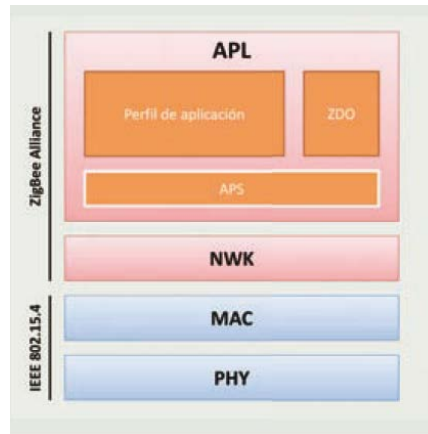 APL
Perfil de aplicación
ZDO
APS
NWK
MAC
PHY
ZigBee Alliance
IEEE 802.15.4